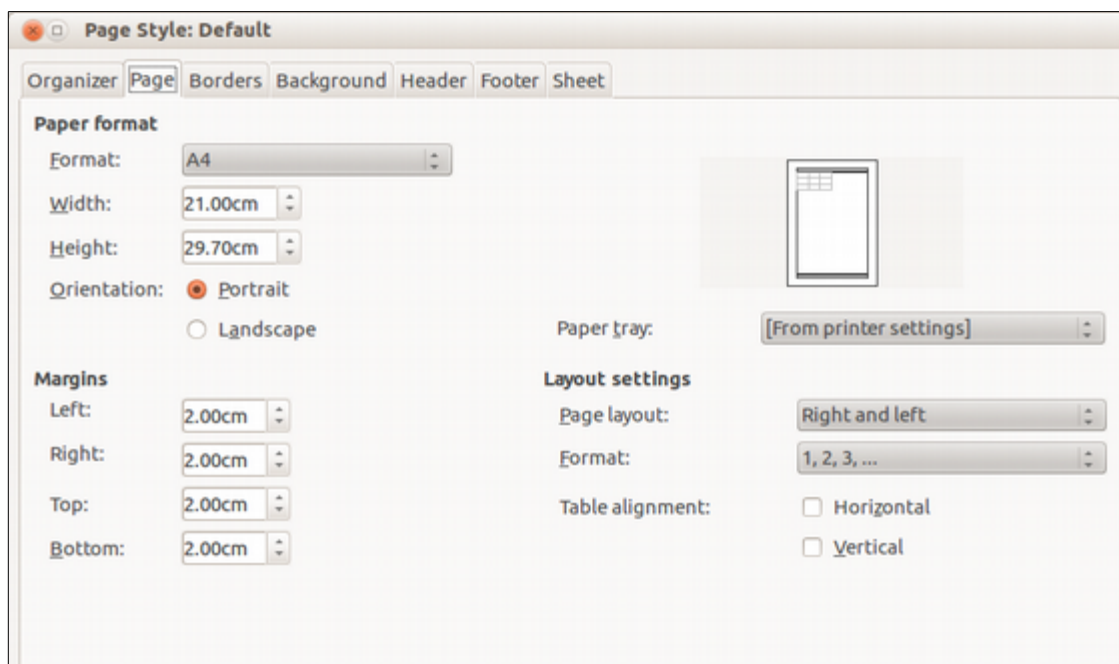 Page Style: Default
Organizer Page Borders Background Header Footer Sheet
Paper format
Format: A4
Width: 21.00cm
Height: 29.70cm
Orientation: Portrait
Landscape
Paper tray: [From printer settings]
Margins
Left: 2.00cm
Right: 2.00cm
Top: 2.00cm
Bottom: 2.00cm
Layout settings
Page layout: Right and left
Format: 1, 2, 3, ...
Table alignment: Horizontal
Vertical